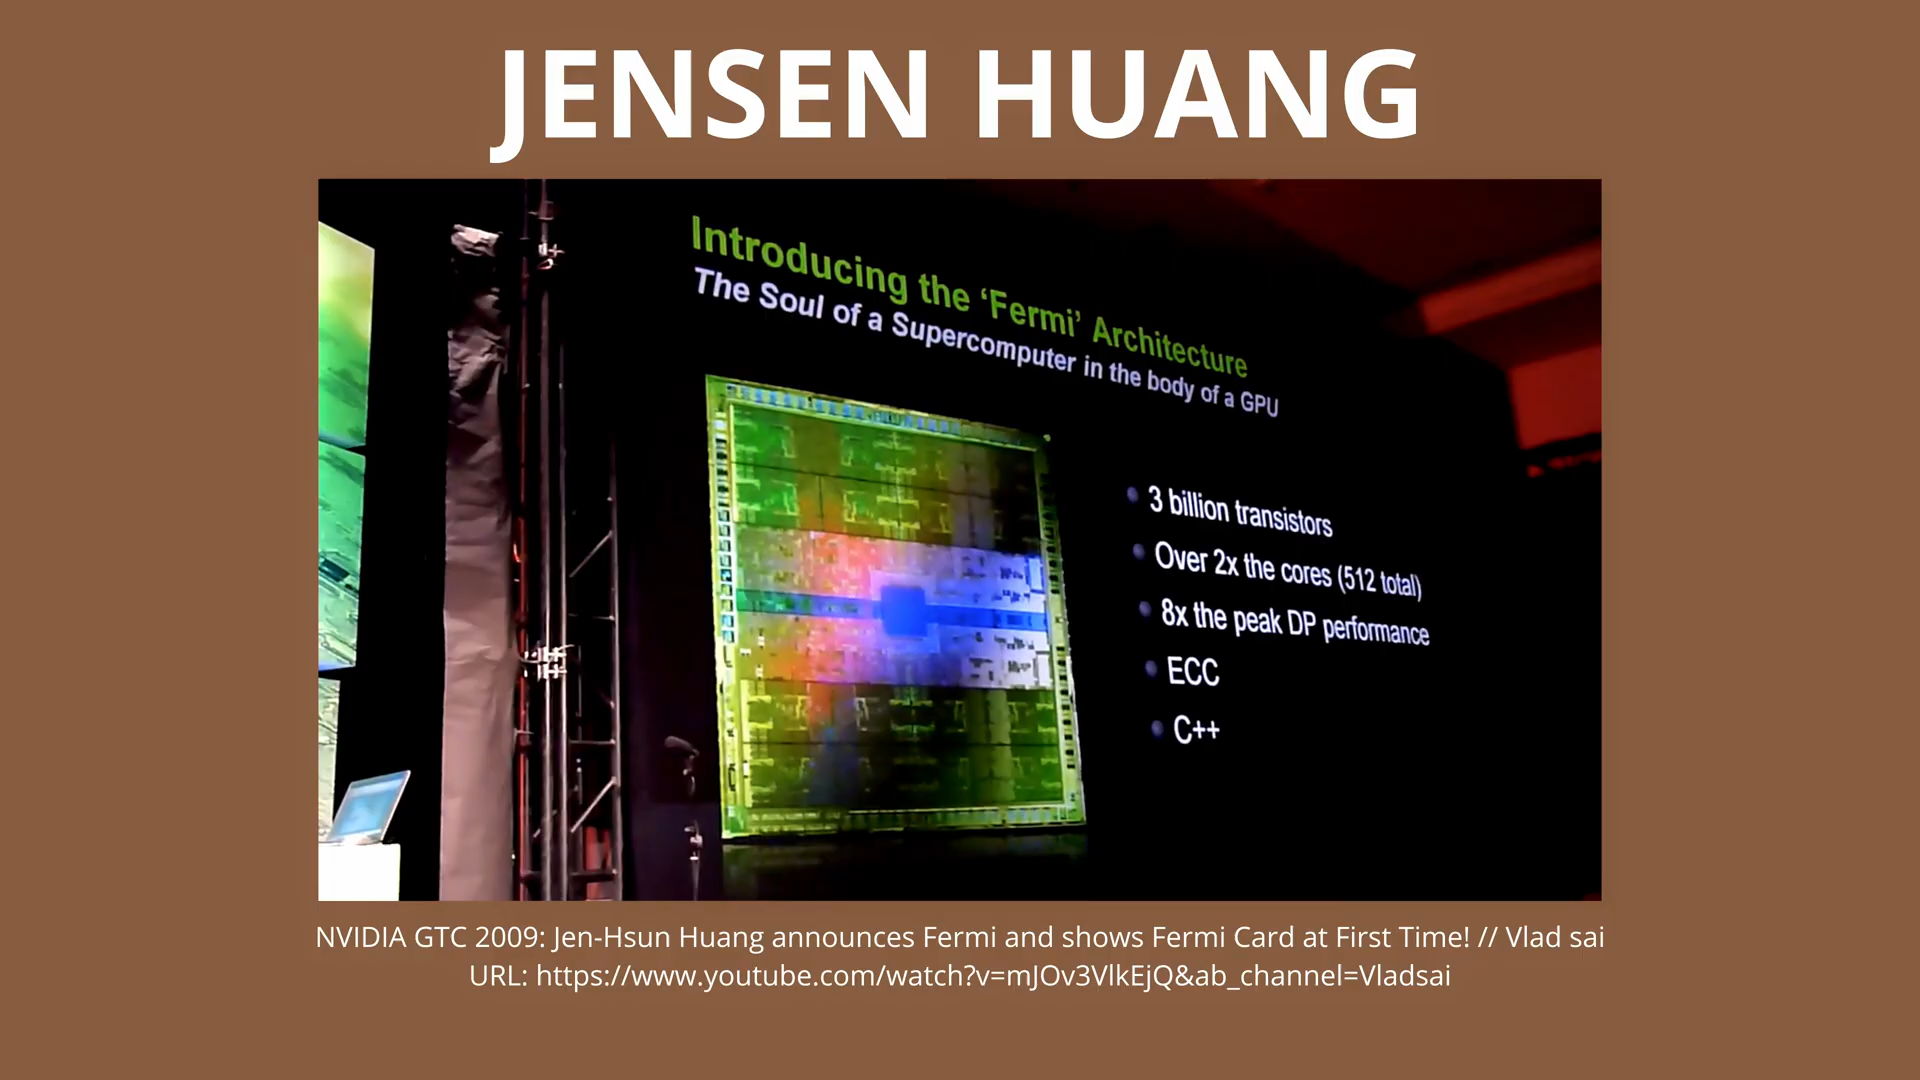 JENSEN HUANG
Introducing the ‘Fermi’ Architecture
The Soul of a Supercomputer in the body of a GPU
3 billion transistors
Over 2x the cores (512 total)
8x the peak DP performance
ECC
C++
NVIDIA GTC 2009: Jen-Hsun Huang announces Fermi and shows Fermi Card at First Time! // Vlad sai
URL: https://www.youtube.com/watch?v=mJOv3VlkEjQ&ab_channel=Vladsai